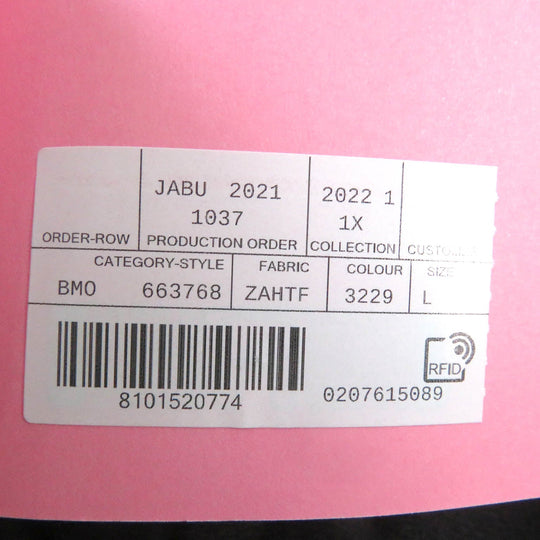 JABU 2021
1037
2022 1
1X
ORDER-ROW
PRODUCTION ORDER
COLLECTION
CATEGORY-STYLE
FABRIC
COLOUR
SIZE
BMO
663768
ZAHTF
3229
L
8101520774
0207615089
RFID